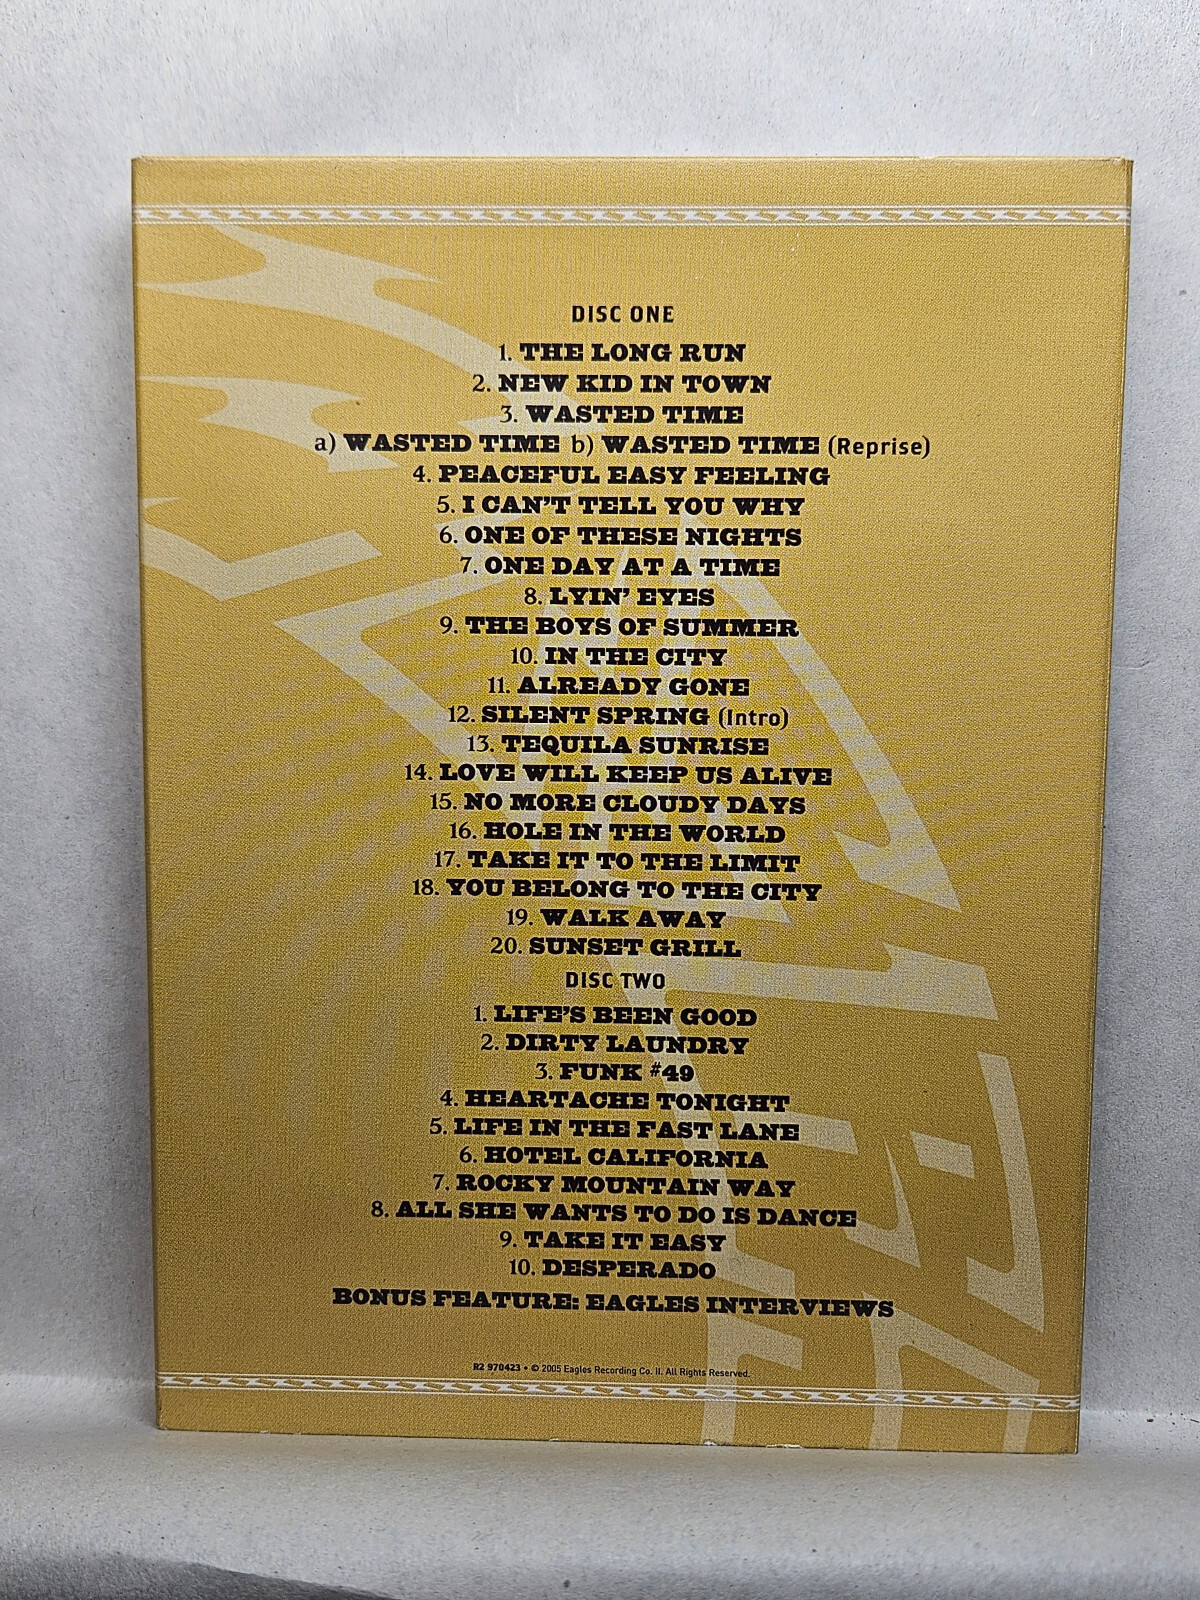 DISC ONE
1. THE LONG RUN
2. NEW KID IN TOWN
3. WASTED TIME
a) WASTED TIME b) WASTED TIME (Reprise)
4. PEACEFUL EASY FEELING
5. I CAN'T TELL YOU WHY
6. ONE OF THESE NIGHTS
7. ONE DAY AT A TIME
8. LYIN' EYES
9. THE BOYS OF SUMMER
10. IN THE CITY
11. ALREADY GONE
12. SILENT SPRING (Intro)
13. TEQUILA SUNRISE
14. LOVE WILL KEEP US ALIVE
15. NO MORE CLOUDY DAYS
16. HOLE IN THE WORLD
17. TAKE IT TO THE LIMIT
18. YOU BELONG TO THE CITY
19. WALK AWAY
20. SUNSET GRILL
DISC TWO
1. LIFE'S BEEN GOOD
2. DIRTY LAUNDRY
3. FUNK #49
4. HEARTACHE TONIGHT
5. LIFE IN THE FAST LANE
6. HOTEL CALIFORNIA
7. ROCKY MOUNTAIN WAY
8. ALL SHE WANTS TO DO IS DANCE
9. TAKE IT EASY
10. DESPERADO
BONUS FEATURE: EAGLES INTERVIEWS
R2 970423 • © 2005 Eagles Recording Co. II. All Rights Reserved.